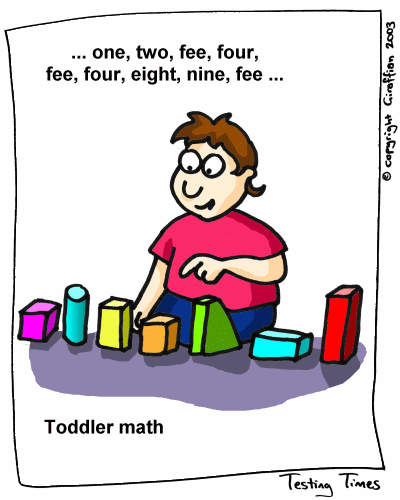 ... one, two, fee, four,
fee, four, eight, nine, fee ...
© copyright Giraffian 2003
Toddler math
Testing Times